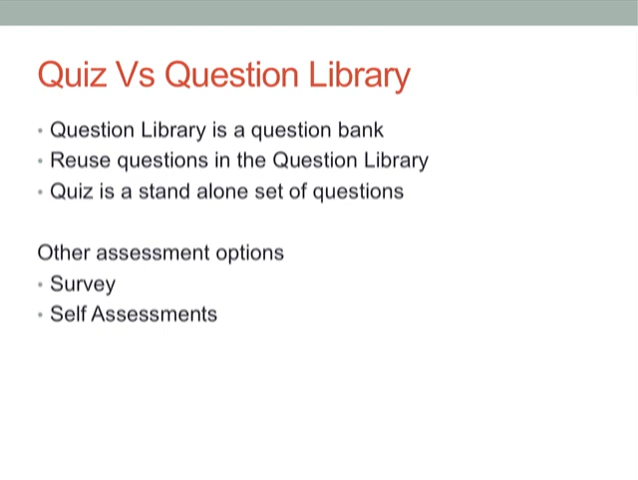 Quiz Vs Question Library
• Question Library is a question bank
• Reuse questions in the Question Library
• Quiz is a stand alone set of questions
Other assessment options
• Survey
• Self Assessments